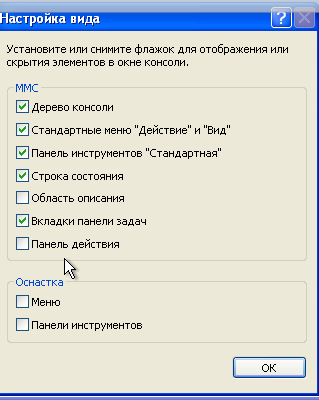 Настройка вида
Установите или снимите флажок для отображения или
скрытия элементов в окне консоли.
MMC
Дерево консоли
Стандартные меню "Действие" и "Вид"
Панель инструментов "Стандартная"
Строка состояния
Область описания
Вкладки панели задач
Панель действия
Оснастка
Меню
Панели инструментов
ОК